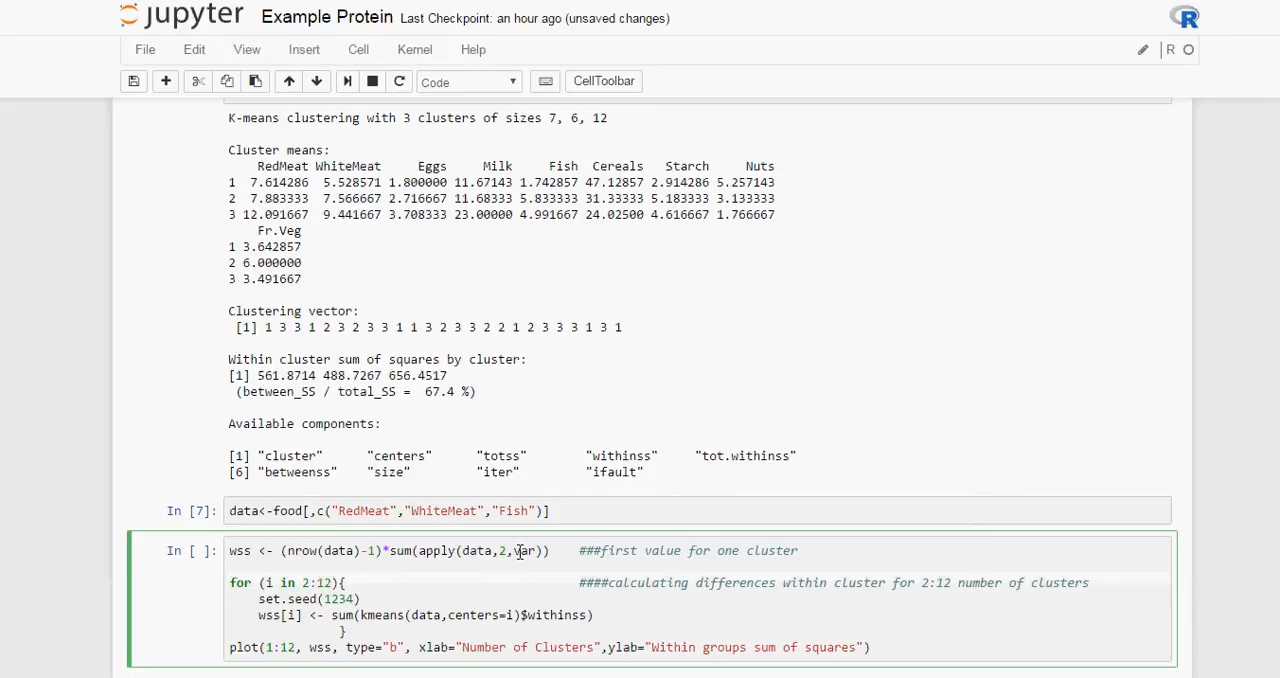 jupyter Example Protein Last Checkpoint: an hour ago (unsaved changes)
File Edit View Insert Cell Kernel Help R
Code CellToolbar
K-means clustering with 3 clusters of sizes 7, 6, 12
Cluster means:
RedMeat WhiteMeat Eggs Milk Fish Cereals Starch Nuts
1 7.614286 5.528571 1.800000 11.67143 1.742857 47.12857 2.914286 5.257143
2 7.883333 7.566667 2.716667 11.68333 5.833333 31.33333 5.183333 3.133333
3 12.091667 9.441667 3.708333 23.00000 4.991667 24.02500 4.616667 1.766667
Fr.Veg
1 3.642857
2 6.000000
3 3.491667
Clustering vector:
[1] 1 3 3 1 2 3 2 3 3 1 1 3 2 3 3 2 2 1 2 3 3 3 1 3 1
Within cluster sum of squares by cluster:
[1] 561.8714 488.7267 656.4517
(between_SS / total_SS = 67.4 %)
Available components:
[1] "cluster" "centers" "totss" "withinss" "tot.withinss"
[6] "betweenss" "size" "iter" "ifault"
In [7]: data<-food[,c("RedMeat","WhiteMeat","Fish")]
In [ ]: wss <- (nrow(data)-1)*sum(apply(data,2,var)) ###first value for one cluster
for (i in 2:12){ ####calculating differences within cluster for 2:12 number of clusters
set.seed(1234)
wss[i] <- sum(kmeans(data,centers=i)$withinss)
}
plot(1:12, wss, type="b", xlab="Number of Clusters",ylab="Within groups sum of squares")